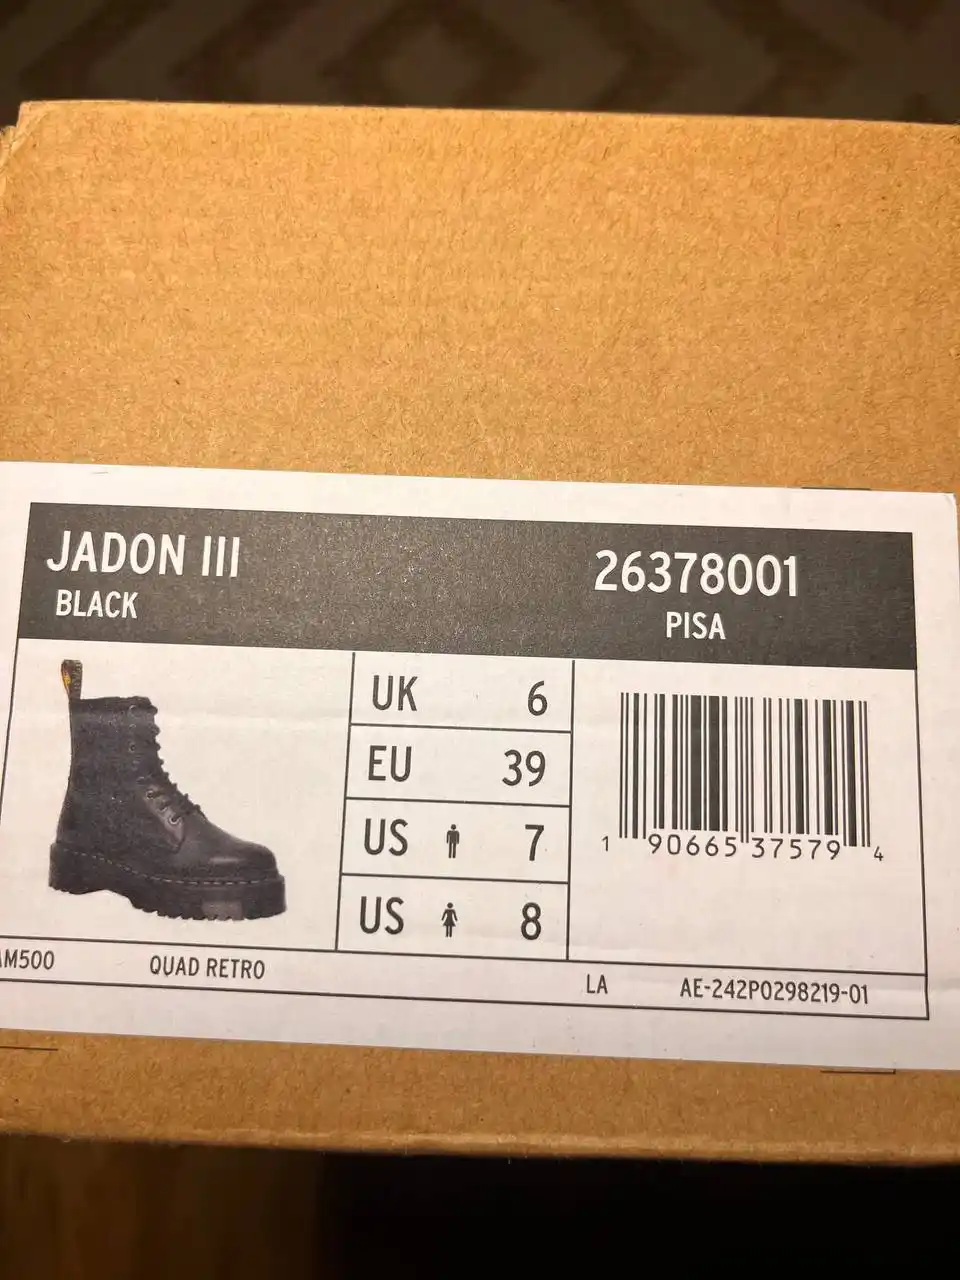 JADON III
BLACK
26378001
PISA
UK 6
EU 39
US 7
US 8
1 90665 37579 4
AM500 QUAD RETRO LA AE-242P0298219-01